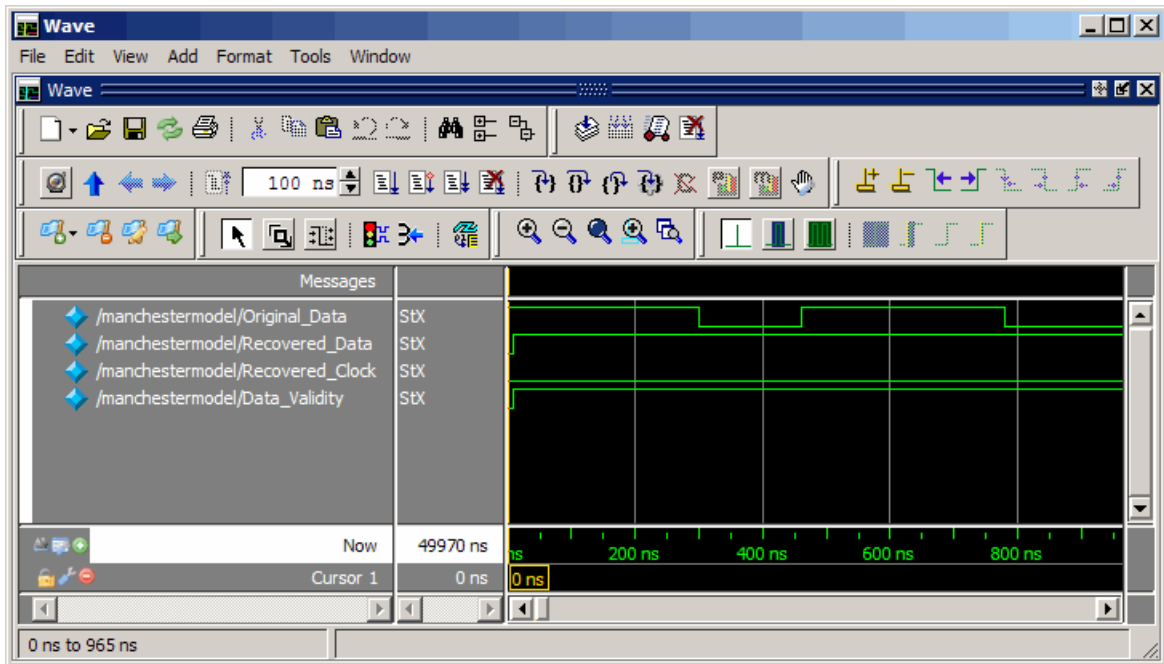 Wave
File Edit View Add Format Tools Window
Wave
100 ns
Messages
/manchestermodel/Original_Data StX
/manchestermodel/Recovered_Data StX
/manchestermodel/Recovered_Clock StX
/manchestermodel/Data_Validity StX
Now 49970 ns ns 200 ns 400 ns 600 ns 800 ns
Cursor 1 0 ns 0 ns
0 ns to 965 ns